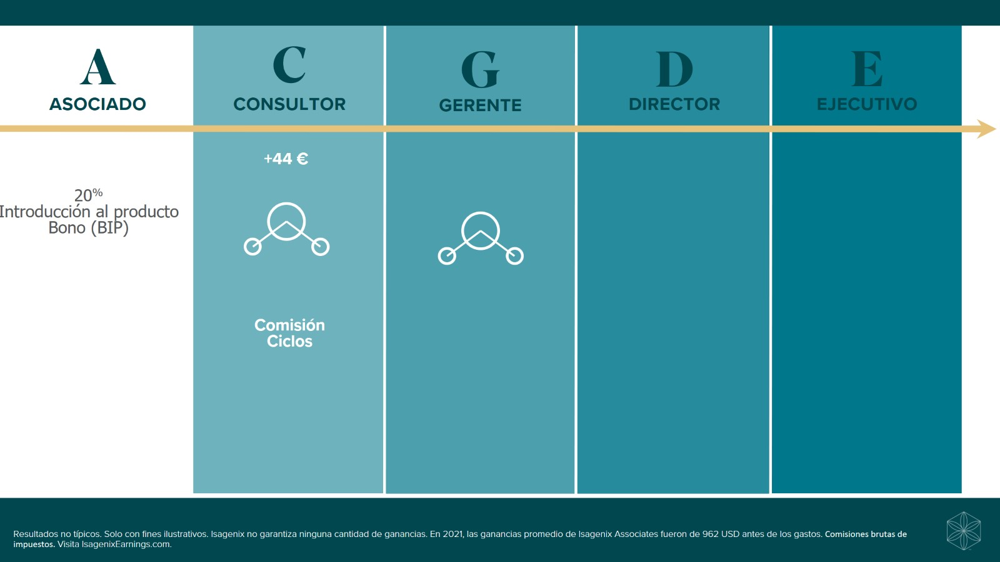 A
ASOCIADO
C
CONSULTOR
G
GERENTE
D
DIRECTOR
E
EJECUTIVO
20%
Introducción al producto
Bono (BIP)
+44 €
Comisión
Ciclos
Resultados no típicos. Solo con fines ilustrativos. Isagenix no garantiza ninguna cantidad de ganancias. En 2021, las ganancias promedio de Isagenix Associates fueron de 962 USD antes de los gastos. Comisiones brutas de
impuestos. Visita IsagenixEarnings.com.